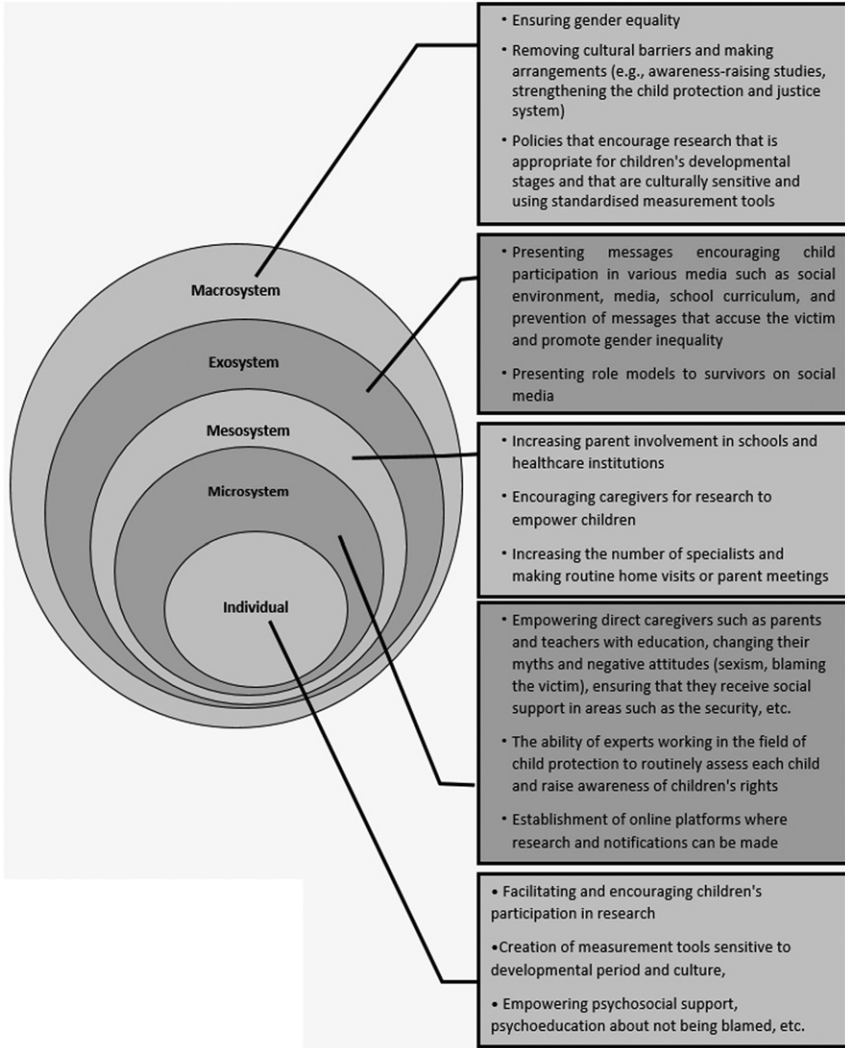 • Ensuring gender equality
• Removing cultural barriers and making
arrangements (e.g., awareness-raising studies,
strengthening the child protection and justice
system)
• Policies that encourage research that is
appropriate for children's developmental
stages and that are culturally sensitive and
using standardised measurement tools
• Presenting messages encouraging child
participation in various media such as social
environment, media, school curriculum, and
prevention of messages that accuse the victim
and promote gender inequality
• Presenting role models to survivors on social
media
• Increasing parent involvement in schools and
healthcare institutions
• Encouraging caregivers for research to
empower children
• Increasing the number of specialists and
making routine home visits or parent meetings
• Empowering direct caregivers such as parents
and teachers with education, changing their
myths and negative attitudes (sexism, blaming
the victim), ensuring that they receive social
support in areas such as the security, etc.
• The ability of experts working in the field of
child protection to routinely assess each child
and raise awareness of children's rights
• Establishment of online platforms where
research and notifications can be made
• Facilitating and encouraging children's
participation in research
•Creation of measurement tools sensitive to
developmental period and culture,
• Empowering psychosocial support,
psychoeducation about not being blamed, etc.
Macrosystem
Exosystem
Mesosystem
Microsystem
Individual